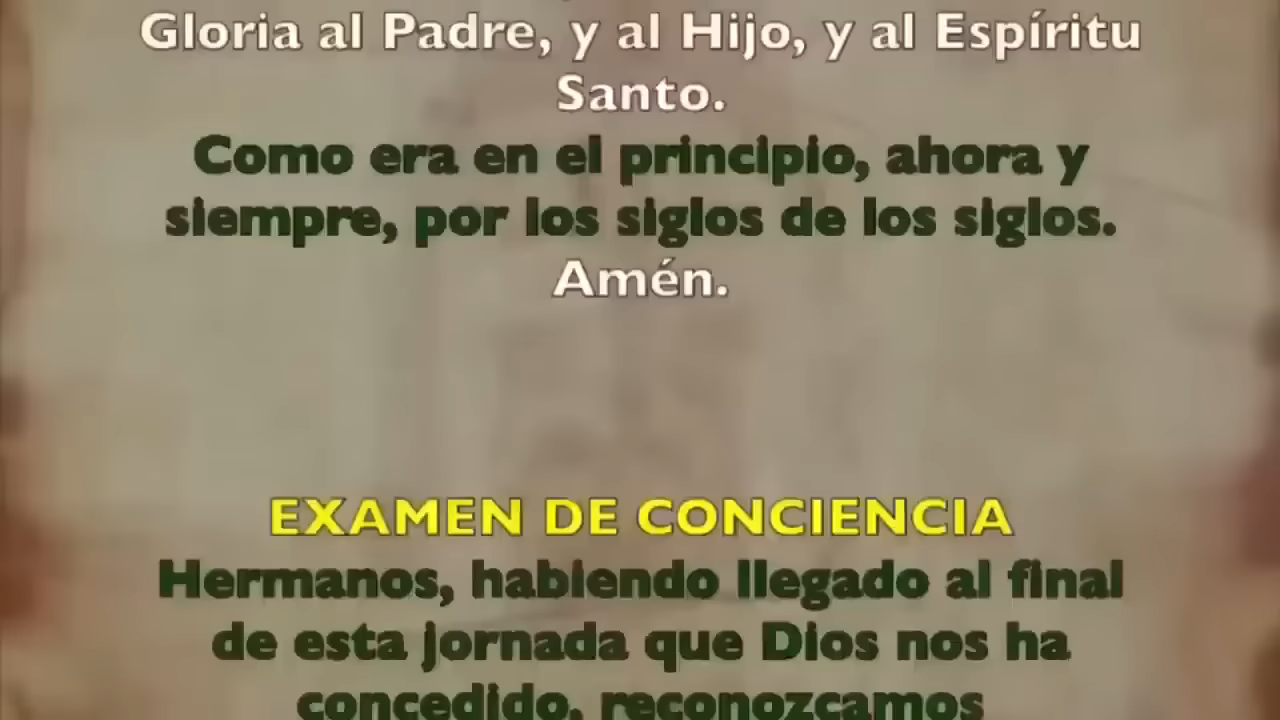 Gloria al Padre, y al Hijo, y al Espíritu
Santo.
Como era en el principio, ahora y
siempre, por los siglos de los siglos.
Amén.
EXAMEN DE CONCIENCIA
Hermanos, habiendo llegado al final
de esta jornada que Dios nos ha
concedido, reconozcamos